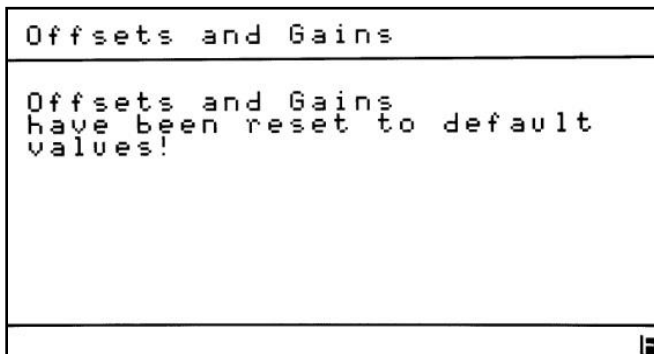 Offsets and Gains
Offsets and Gains
have been reset to default
values!